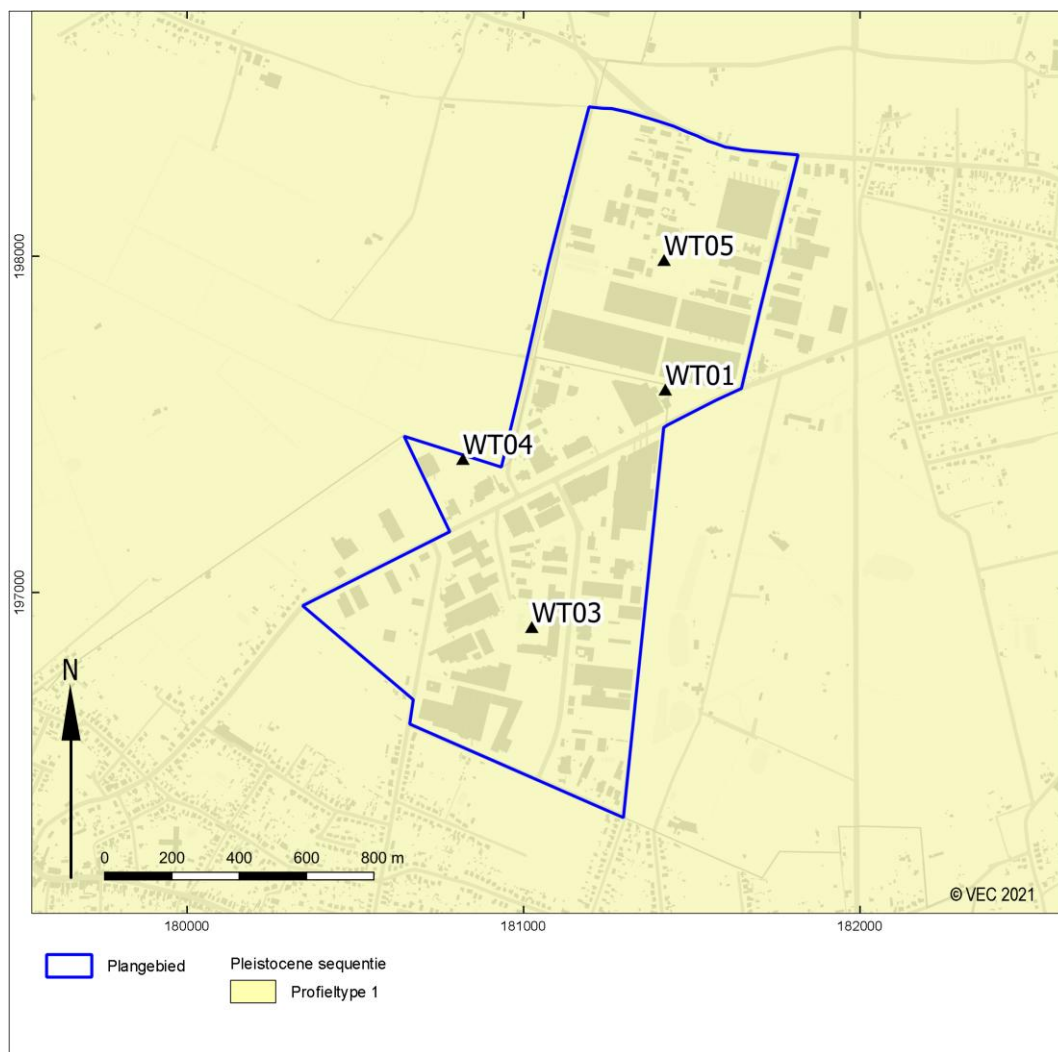 198000
WT05
WT01
WT04
197000
WT03
N
0 200 400 600 800 m
© VEC 2021
180000 181000 182000
Plangebied
Pleistocene sequentie
Profieltype 1